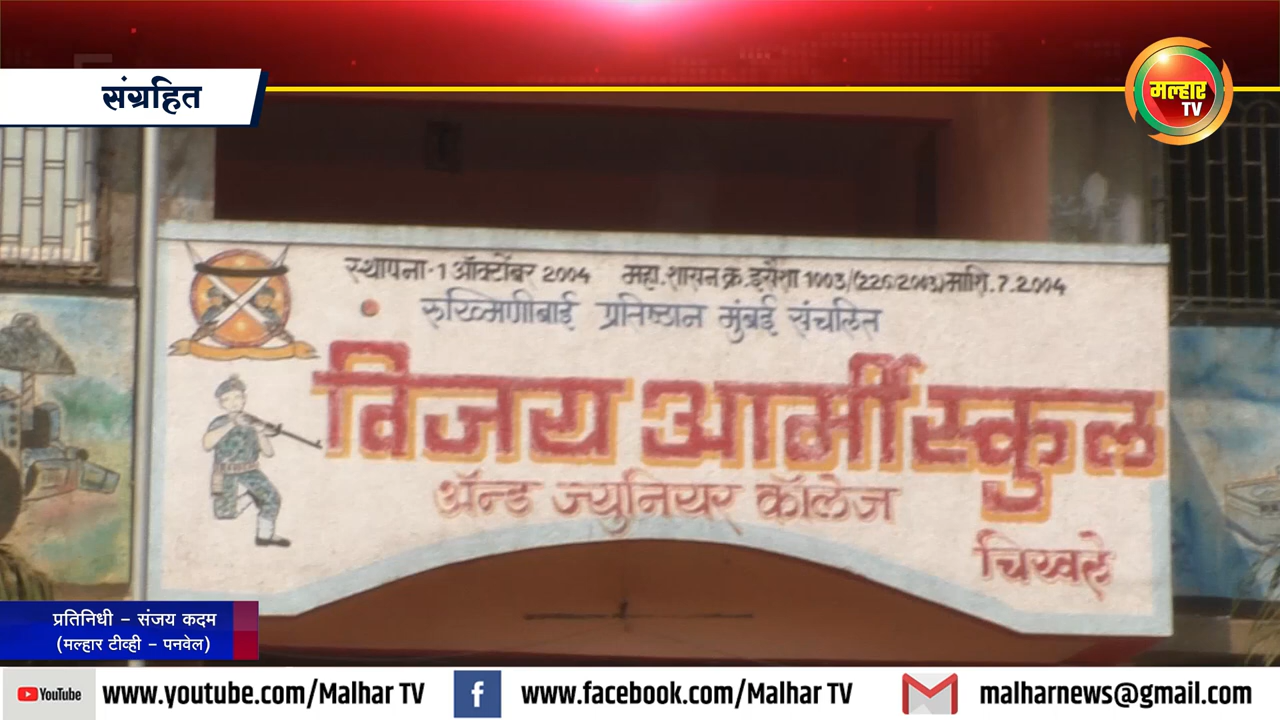 संग्रहित
मल्हार
TV
स्थापना-1 ऑक्टोंबर 2004 महा.शासन क्र.इसैशा 1003/(226/2003)माशि.7.2004
रुख्मिणीबाई प्रतिष्ठान मुंबई संचलित
विजय आर्मी स्कुल
ॲन्ड ज्युनियर कॉलेज
चिखले
प्रतिनिधी – संजय कदम
(मल्हार टीव्ही – पनवेल)
YouTube www.youtube.com/Malhar TV f www.facebook.com/Malhar TV malharnews@gmail.com